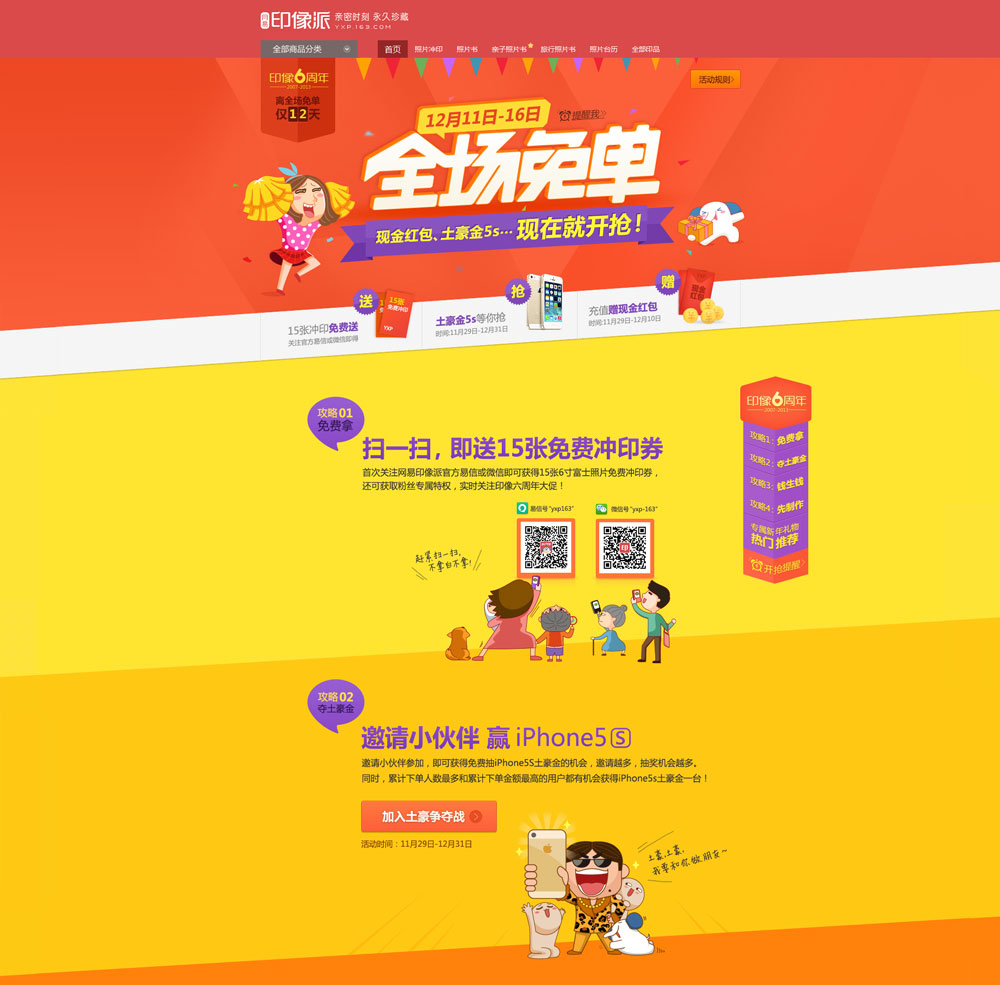 网易印像派 亲密时刻 永久珍藏
YXP.163.COM
全部商品分类
首页 照片冲印 照片书 亲子照片书 旅行照片书 照片台历 全部印品
印像6周年
2007-2013
离全场免单
仅12天
活动规则
12月11日-16日
提醒我
全场免单
现金红包、土豪金5s… 现在就开抢！
送
15张
免费冲印
YXP
15张冲印免费送
关注官方易信或微信即得
抢
土豪金5s等你抢
时间:11月29日-12月31日
赠
现金
红包
充值赠现金红包
时间:11月29日-12月10日
攻略01
免费拿
扫一扫，即送15张免费冲印券
首次关注网易印像派官方易信或微信即可获得15张6寸富士照片免费冲印券，
还可获取粉丝专属特权，实时关注印像六周年大促！
易信号“yxp163”
微信号“yxp-163”
印
赶紧扫一扫，
不拿白不拿！
印像6周年
2007-2013
攻略1：免费拿
攻略2：夺土豪金
攻略3：钱生钱
攻略4：先制作
专属新年礼物
热门推荐
开抢提醒
攻略02
夺土豪金
邀请小伙伴 赢 iPhone5S
邀请小伙伴参加，即可获得免费抽iPhone5S土豪金的机会，邀请越多，抽奖机会越多。
同时，累计下单人数最多和累计下单金额最高的用户都有机会获得iPhone5s土豪金一台！
加入土豪争夺战
活动时间：11月29日-12月31日
土豪，土豪，
我要和你做朋友~